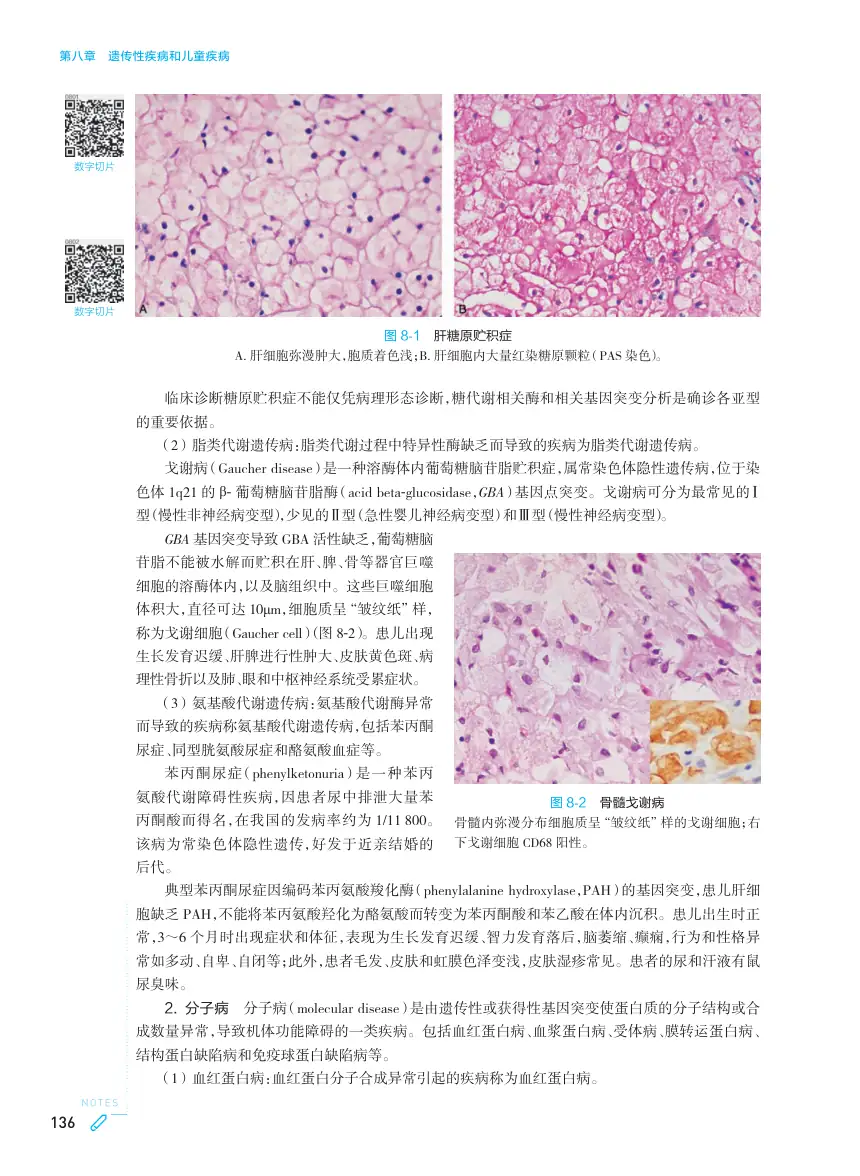 第八章 遗传性疾病和儿童疾病
0801
数字切片
0802
数字切片
A
B
图 8-1 肝糖原贮积症
A. 肝细胞弥漫肿大,胞质着色浅;B. 肝细胞内大量红染糖原颗粒(PAS 染色)。
临床诊断糖原贮积症不能仅凭病理形态诊断,糖代谢相关酶和相关基因突变分析是确诊各亚型
的重要依据。
(2)脂类代谢遗传病:脂类代谢过程中特异性酶缺乏而导致的疾病为脂类代谢遗传病。
戈谢病(Gaucher disease)是一种溶酶体内葡萄糖脑苷脂贮积症,属常染色体隐性遗传病,位于染
色体 1q21 的 β- 葡萄糖脑苷脂酶(acid beta-glucosidase,GBA)基因点突变。戈谢病可分为最常见的Ⅰ
型(慢性非神经病变型),少见的Ⅱ型(急性婴儿神经病变型)和Ⅲ型(慢性神经病变型)。
GBA 基因突变导致 GBA 活性缺乏,葡萄糖脑
苷脂不能被水解而贮积在肝、脾、骨等器官巨噬
细胞的溶酶体内,以及脑组织中。这些巨噬细胞
体积大,直径可达 10μm,细胞质呈“皱纹纸”样,
称为戈谢细胞(Gaucher cell)(图 8-2)。患儿出现
生长发育迟缓、肝脾进行性肿大、皮肤黄色斑、病
理性骨折以及肺、眼和中枢神经系统受累症状。
(3)氨基酸代谢遗传病:氨基酸代谢酶异常
而导致的疾病称氨基酸代谢遗传病,包括苯丙酮
尿症、同型胱氨酸尿症和酪氨酸血症等。
苯丙酮尿症(phenylketonuria)是一种苯丙
氨酸代谢障碍性疾病,因患者尿中排泄大量苯
丙酮酸而得名,在我国的发病率约为 1/11 800。
该病为常染色体隐性遗传,好发于近亲结婚的
后代。
图 8-2 骨髓戈谢病
骨髓内弥漫分布细胞质呈“皱纹纸”样的戈谢细胞;右
下戈谢细胞 CD68 阳性。
典型苯丙酮尿症因编码苯丙氨酸羧化酶(phenylalanine hydroxylase,PAH)的基因突变,患儿肝细
胞缺乏 PAH,不能将苯丙氨酸羟化为酪氨酸而转变为苯丙酮酸和苯乙酸在体内沉积。患儿出生时正
常,3~6 个月时出现症状和体征,表现为生长发育迟缓、智力发育落后,脑萎缩、癫痫,行为和性格异
常如多动、自卑、自闭等;此外,患者毛发、皮肤和虹膜色泽变浅,皮肤湿疹常见。患者的尿和汗液有鼠
尿臭味。
2. 分子病 分子病(molecular disease)是由遗传性或获得性基因突变使蛋白质的分子结构或合
成数量异常,导致机体功能障碍的一类疾病。包括血红蛋白病、血浆蛋白病、受体病、膜转运蛋白病、
结构蛋白缺陷病和免疫球蛋白缺陷病等。
(1)血红蛋白病:血红蛋白分子合成异常引起的疾病称为血红蛋白病。
NOTES
136